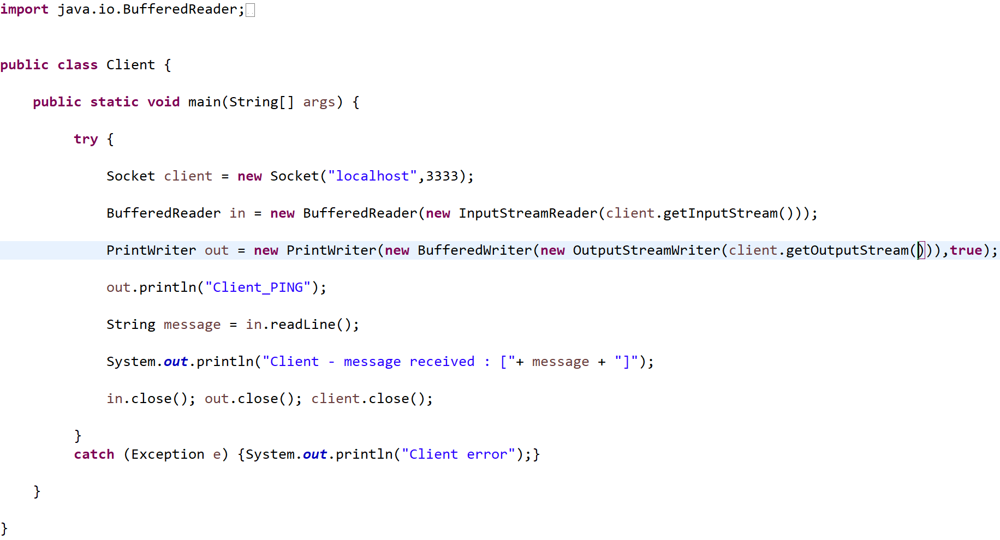 import java.io.BufferedReader;
public class Client {
public static void main(String[] args) {
try {
Socket client = new Socket("localhost",3333);
BufferedReader in = new BufferedReader(new InputStreamReader(client.getInputStream()));
PrintWriter out = new PrintWriter(new BufferedWriter(new OutputStreamWriter(client.getOutputStream())),true);
out.println("Client_PING");
String message = in.readLine();
System.out.println("Client - message received : ["+ message + "]");
in.close(); out.close(); client.close();
}
catch (Exception e) {System.out.println("Client error");}
}
}